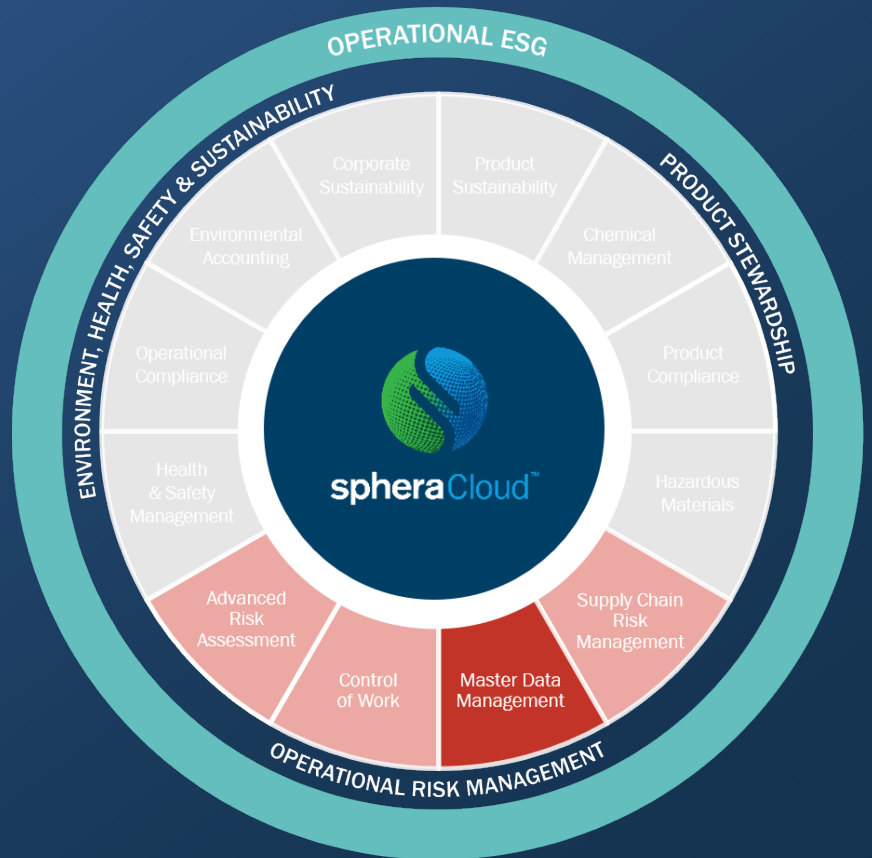 OPERATIONAL ESG
ENVIRONMENT, HEALTH, SAFETY & SUSTAINABILITY
PRODUCT STEWARDSHIP
Corporate
Sustainability
Product
Sustainability
Environmental
Accounting
Chemical
Management
Operational
Compliance
Product
Compliance
Health
& Safety
Management
Hazardous
Materials
spheraCloud™
Advanced
Risk
Assessment
Supply Chain
Risk
Management
Control
of Work
Master Data
Management
OPERATIONAL RISK MANAGEMENT